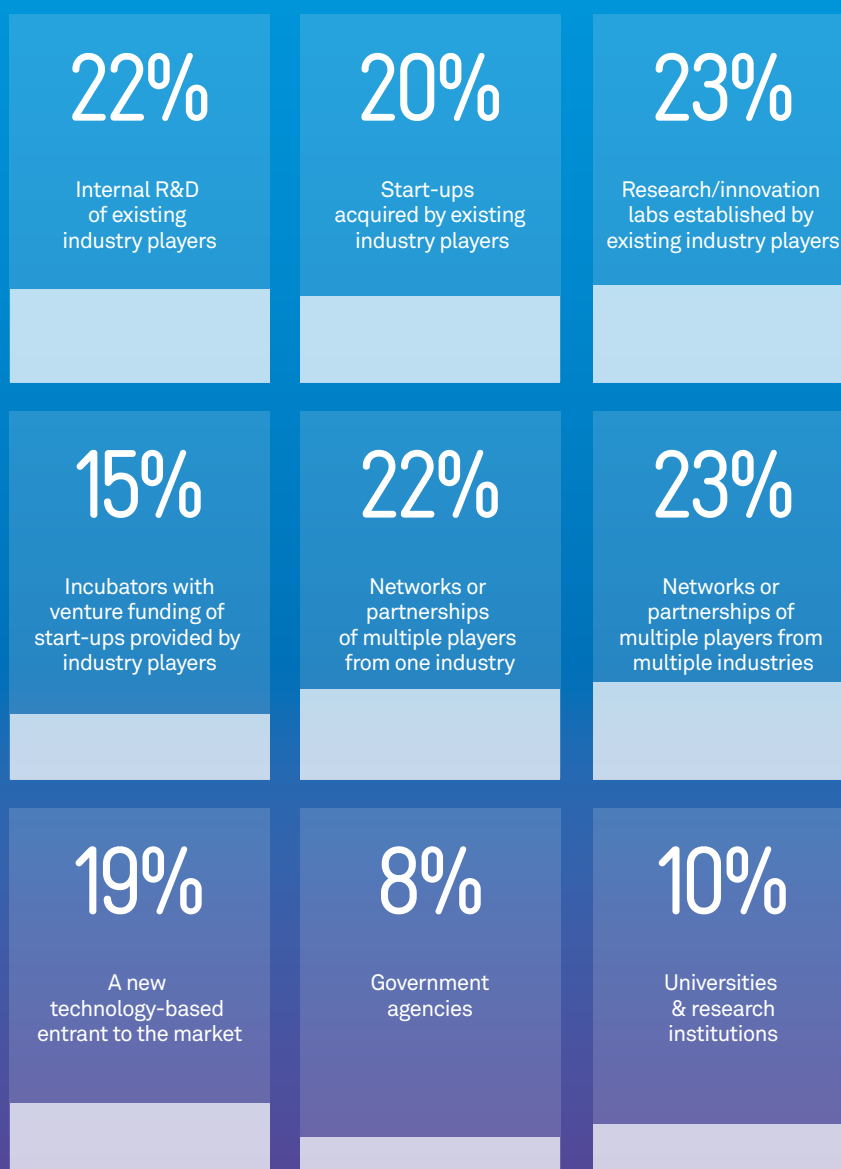 22%
Internal R&D
of existing
industry players
20%
Start-ups
acquired by existing
industry players
23%
Research/innovation
labs established by
existing industry players
15%
Incubators with
venture funding of
start-ups provided by
industry players
22%
Networks or
partnerships
of multiple players
from one industry
23%
Networks or
partnerships of
multiple players from
multiple industries
19%
A new
technology-based
entrant to the market
8%
Government
agencies
10%
Universities
& research
institutions